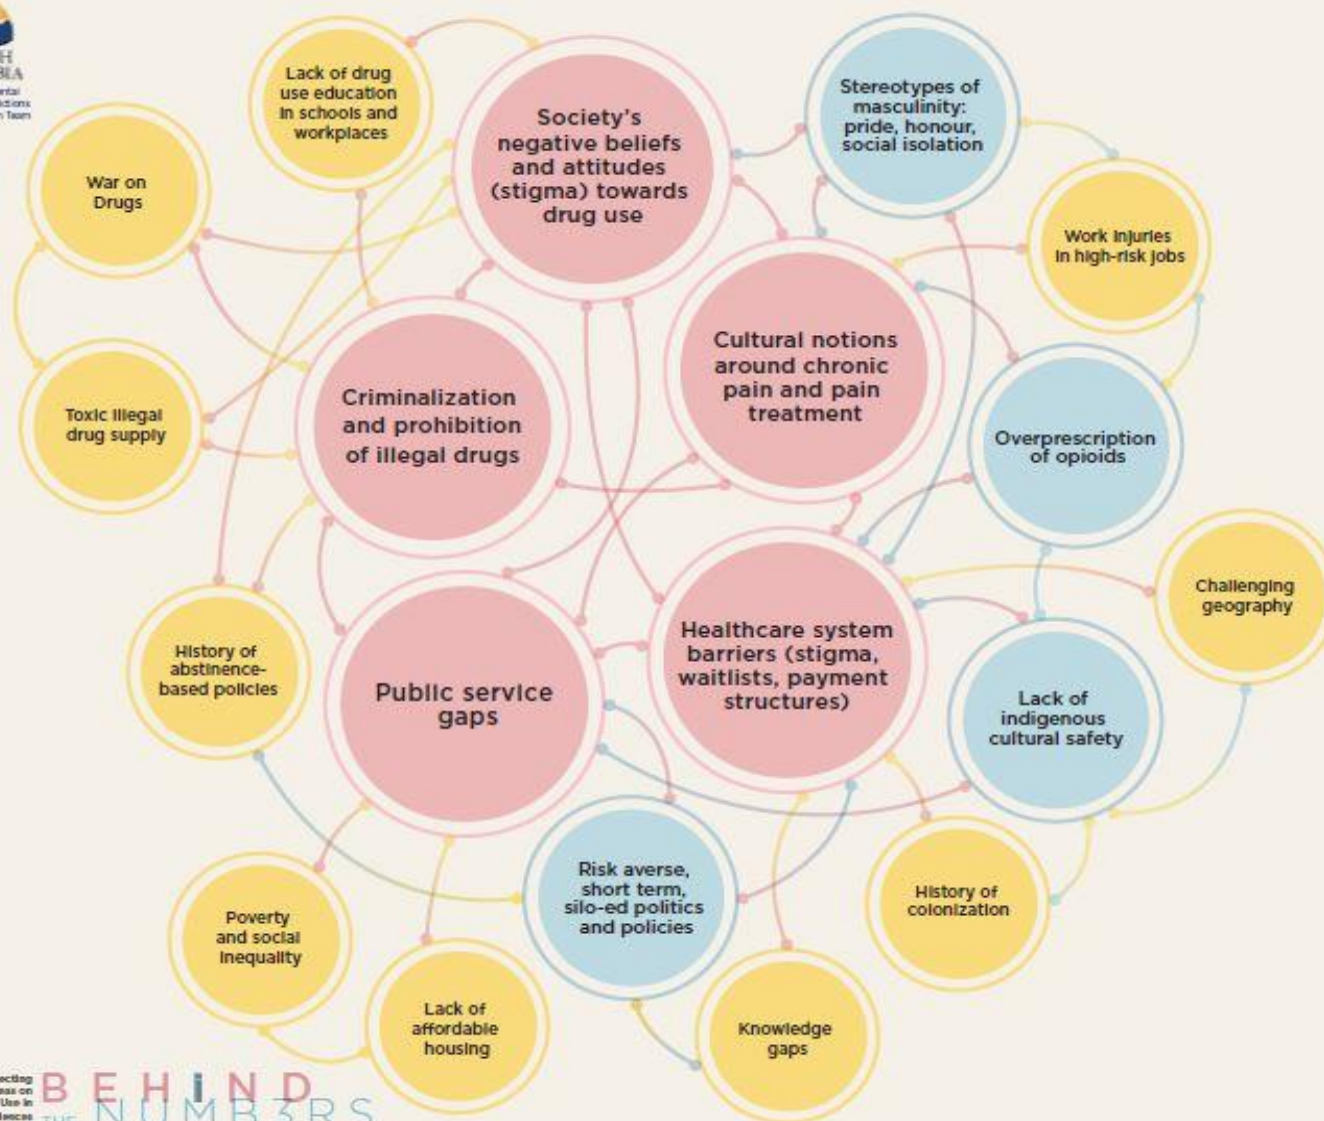 Lack of drug
use education
in schools and
workplaces
Society's
negative beliefs
and attitudes
(stigma) towards
drug use
Stereotypes of
masculinity:
pride, honour,
social isolation
War on
Drugs
Work injuries
in high-risk jobs
Cultural notions
around chronic
pain and pain
treatment
Criminalization
and prohibition
of illegal drugs
Toxic illegal
drug supply
Overprescription
of opioids
Challenging
geography
History of
abstinence-
based policies
Public service
gaps
Healthcare system
barriers (stigma,
waitlists, payment
structures)
Lack of
indigenous
cultural safety
Risk averse,
short term,
silo-ed politics
and policies
History of
colonization
Poverty
and social
inequality
Lack of
affordable
housing
Knowledge
gaps
BEHiND
THE NUMB3RS